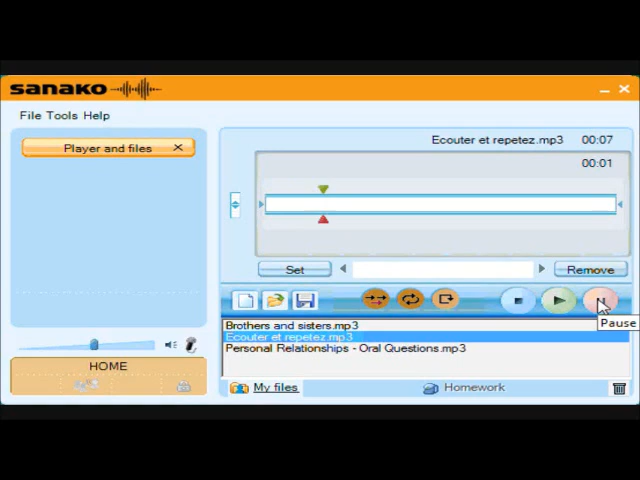 sanako
File Tools Help
Player and files
Ecouter et repetez.mp3 00:07
00:01
Set
Remove
Pause
Brothers and sisters.mp3
Ecouter et repetez.mp3
Personal Relationships - Oral Questions.mp3
HOME
My files
Homework